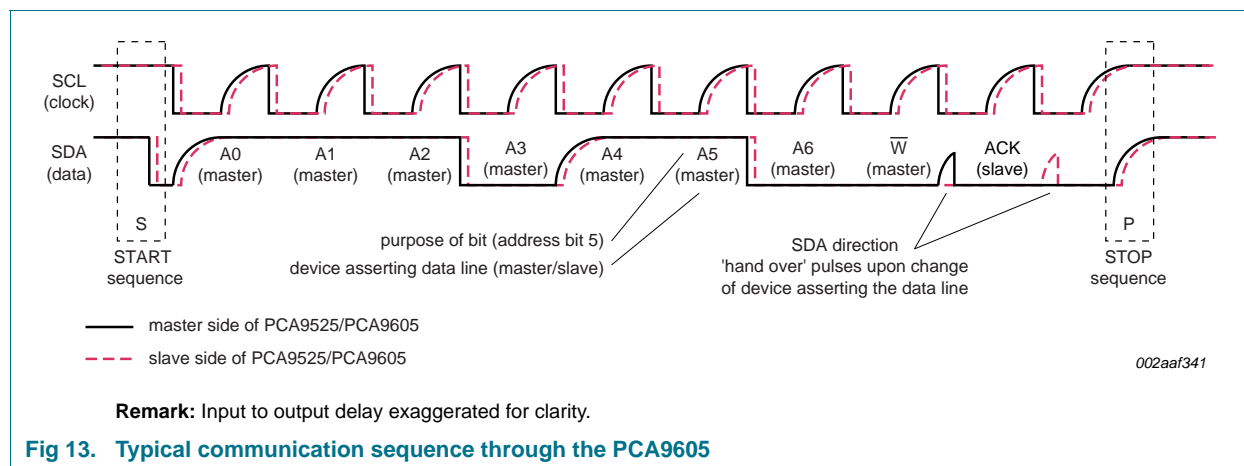 SCL
(clock)
SDA
(data)
A0
(master)
A1
(master)
A2
(master)
A3
(master)
A4
(master)
A5
(master)
A6
(master)
W̅
(master)
ACK
(slave)
S
START
sequence
purpose of bit (address bit 5)
device asserting data line (master/slave)
SDA direction
'hand over' pulses upon change
of device asserting the data line
P
STOP
sequence
master side of PCA9525/PCA9605
slave side of PCA9525/PCA9605
002aaf341
Remark: Input to output delay exaggerated for clarity.
Fig 13. Typical communication sequence through the PCA9605